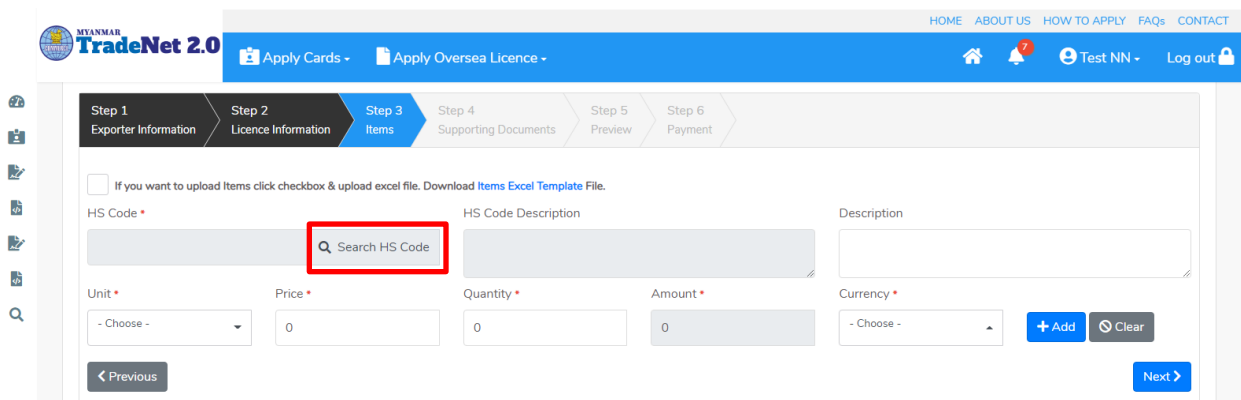 HOME ABOUT US HOW TO APPLY FAQs CONTACT
MYANMAR
TradeNet 2.0
Apply Cards
Apply Oversea Licence
7
Test NN
Log out
Step 1 Step 2 Step 3 Step 4 Step 5 Step 6
Exporter Information Licence Information Items Supporting Documents Preview Payment
If you want to upload Items click checkbox & upload excel file. Download Items Excel Template File.
HS Code * HS Code Description Description
Search HS Code
Unit * Price * Quantity * Amount * Currency *
- Choose - 0 0 0 - Choose - + Add Clear
Previous Next